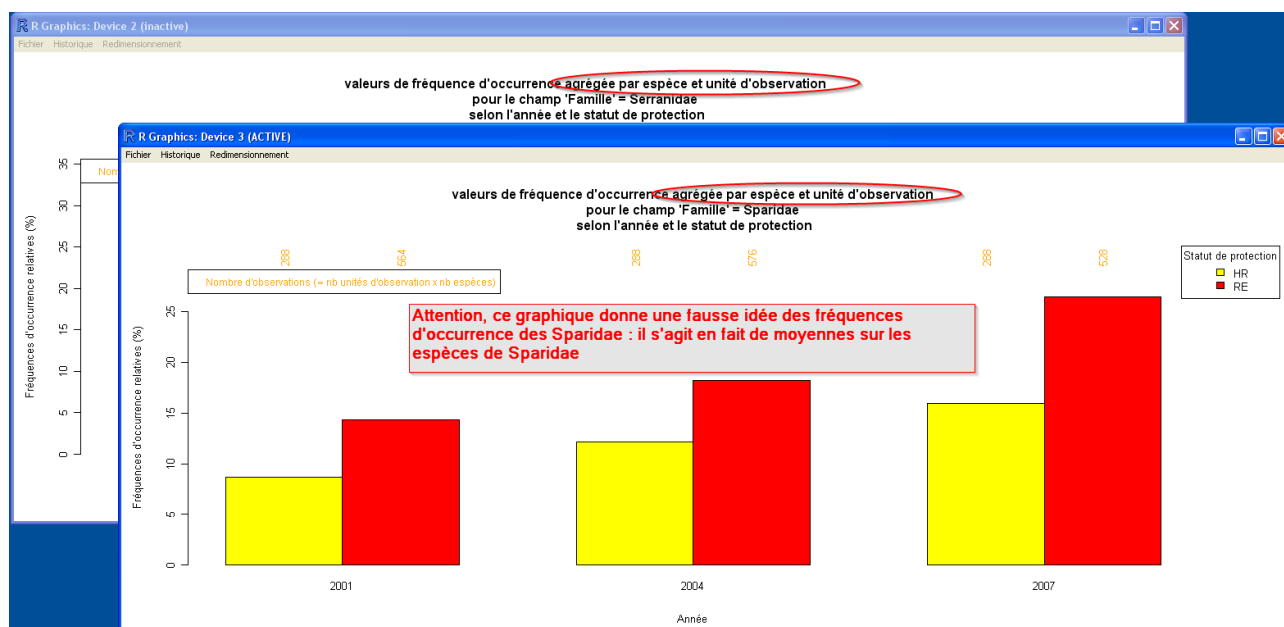 R Graphics: Device 2 (inactive)
Fichier Historique Redimensionnement
valeurs de fréquence d'occurrence agrégée par espèce et unité d'observation
pour le champ 'Famille' = Serranidae
selon l'année et le statut de protection
Fréquences d'occurrence relatives (%)
35
30
25
20
15
10
5
0
R Graphics: Device 3 (ACTIVE)
Fichier Historique Redimensionnement
valeurs de fréquence d'occurrence agrégée par espèce et unité d'observation
pour le champ 'Famille' = Sparidae
selon l'année et le statut de protection
288 564 288 576 288 528
Nombre d'observations (= nb unités d'observation x nb espèces)
Statut de protection
HR
RE
Attention, ce graphique donne une fausse idée des fréquences
d'occurrence des Sparidae : il s'agit en fait de moyennes sur les
espèces de Sparidae
Fréquences d'occurrence relatives (%)
25
20
15
10
5
0
2001 2004 2007
Année